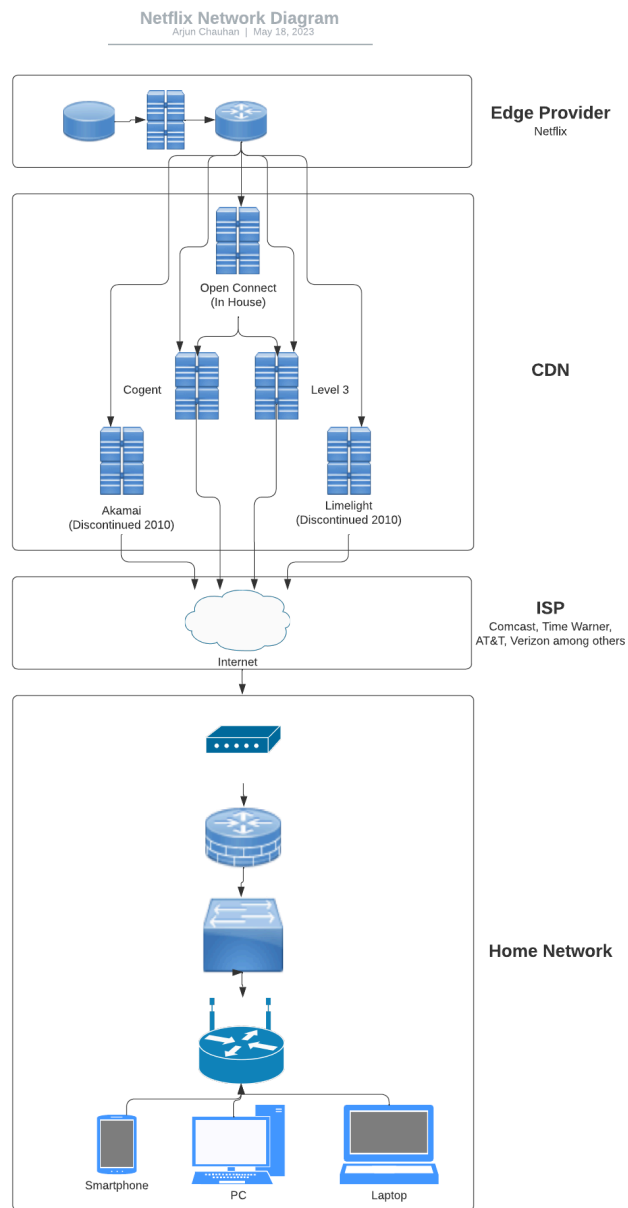 Netflix Network Diagram
Arjun Chauhan | May 18, 2023
Edge Provider
Netflix
Open Connect
(In House)
CDN
Cogent
Level 3
Akamai
(Discontinued 2010)
Limelight
(Discontinued 2010)
ISP
Comcast, Time Warner,
AT&T, Verizon among others
Internet
Home Network
Smartphone
PC
Laptop